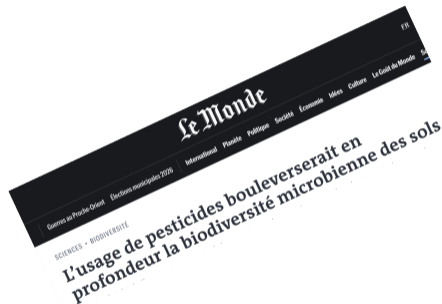 FR
Le Monde
Guerres au Proche-Orient Élections municipales 2026 International Planète Politique Société Économie Idées Culture Le Goût du Monde
SCIENCES • BIODIVERSITÉ
L'usage de pesticides bouleverserait en
profondeur la biodiversité microbienne des sols